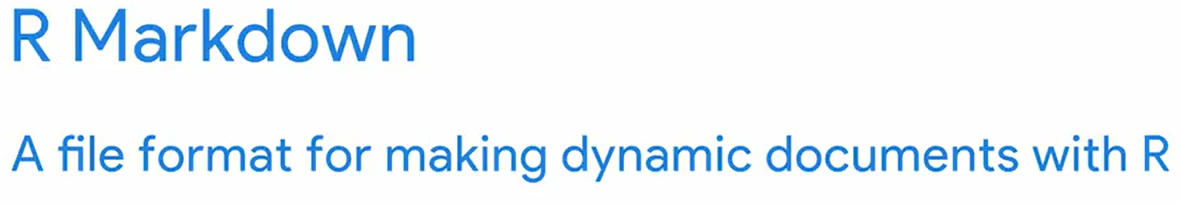 R Markdown
A file format for making dynamic documents with R